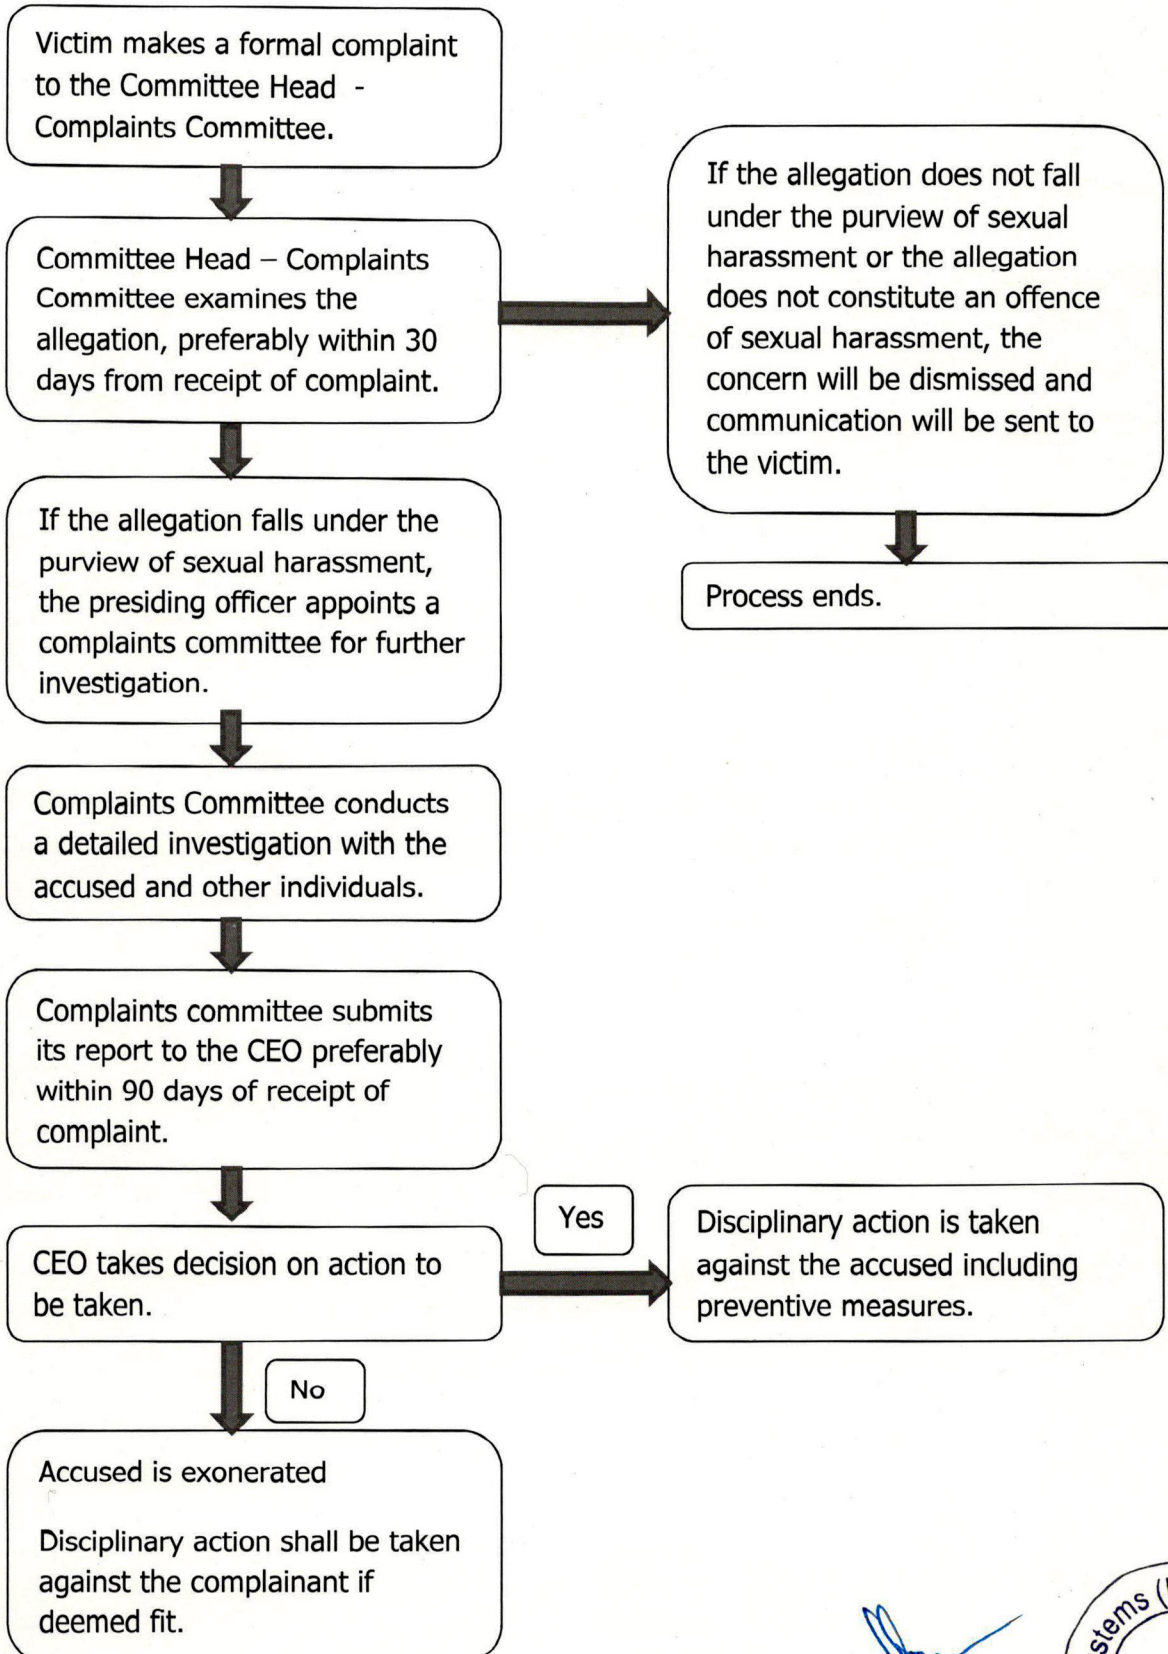 Victim makes a formal complaint
to the Committee Head -
Complaints Committee.
Committee Head – Complaints
Committee examines the
allegation, preferably within 30
days from receipt of complaint.
If the allegation does not fall
under the purview of sexual
harassment or the allegation
does not constitute an offence
of sexual harassment, the
concern will be dismissed and
communication will be sent to
the victim.
Process ends.
If the allegation falls under the
purview of sexual harassment,
the presiding officer appoints a
complaints committee for further
investigation.
Complaints Committee conducts
a detailed investigation with the
accused and other individuals.
Complaints committee submits
its report to the CEO preferably
within 90 days of receipt of
complaint.
CEO takes decision on action to
be taken.
Yes
Disciplinary action is taken
against the accused including
preventive measures.
No
Accused is exonerated
Disciplinary action shall be taken
against the complainant if
deemed fit.
stems (